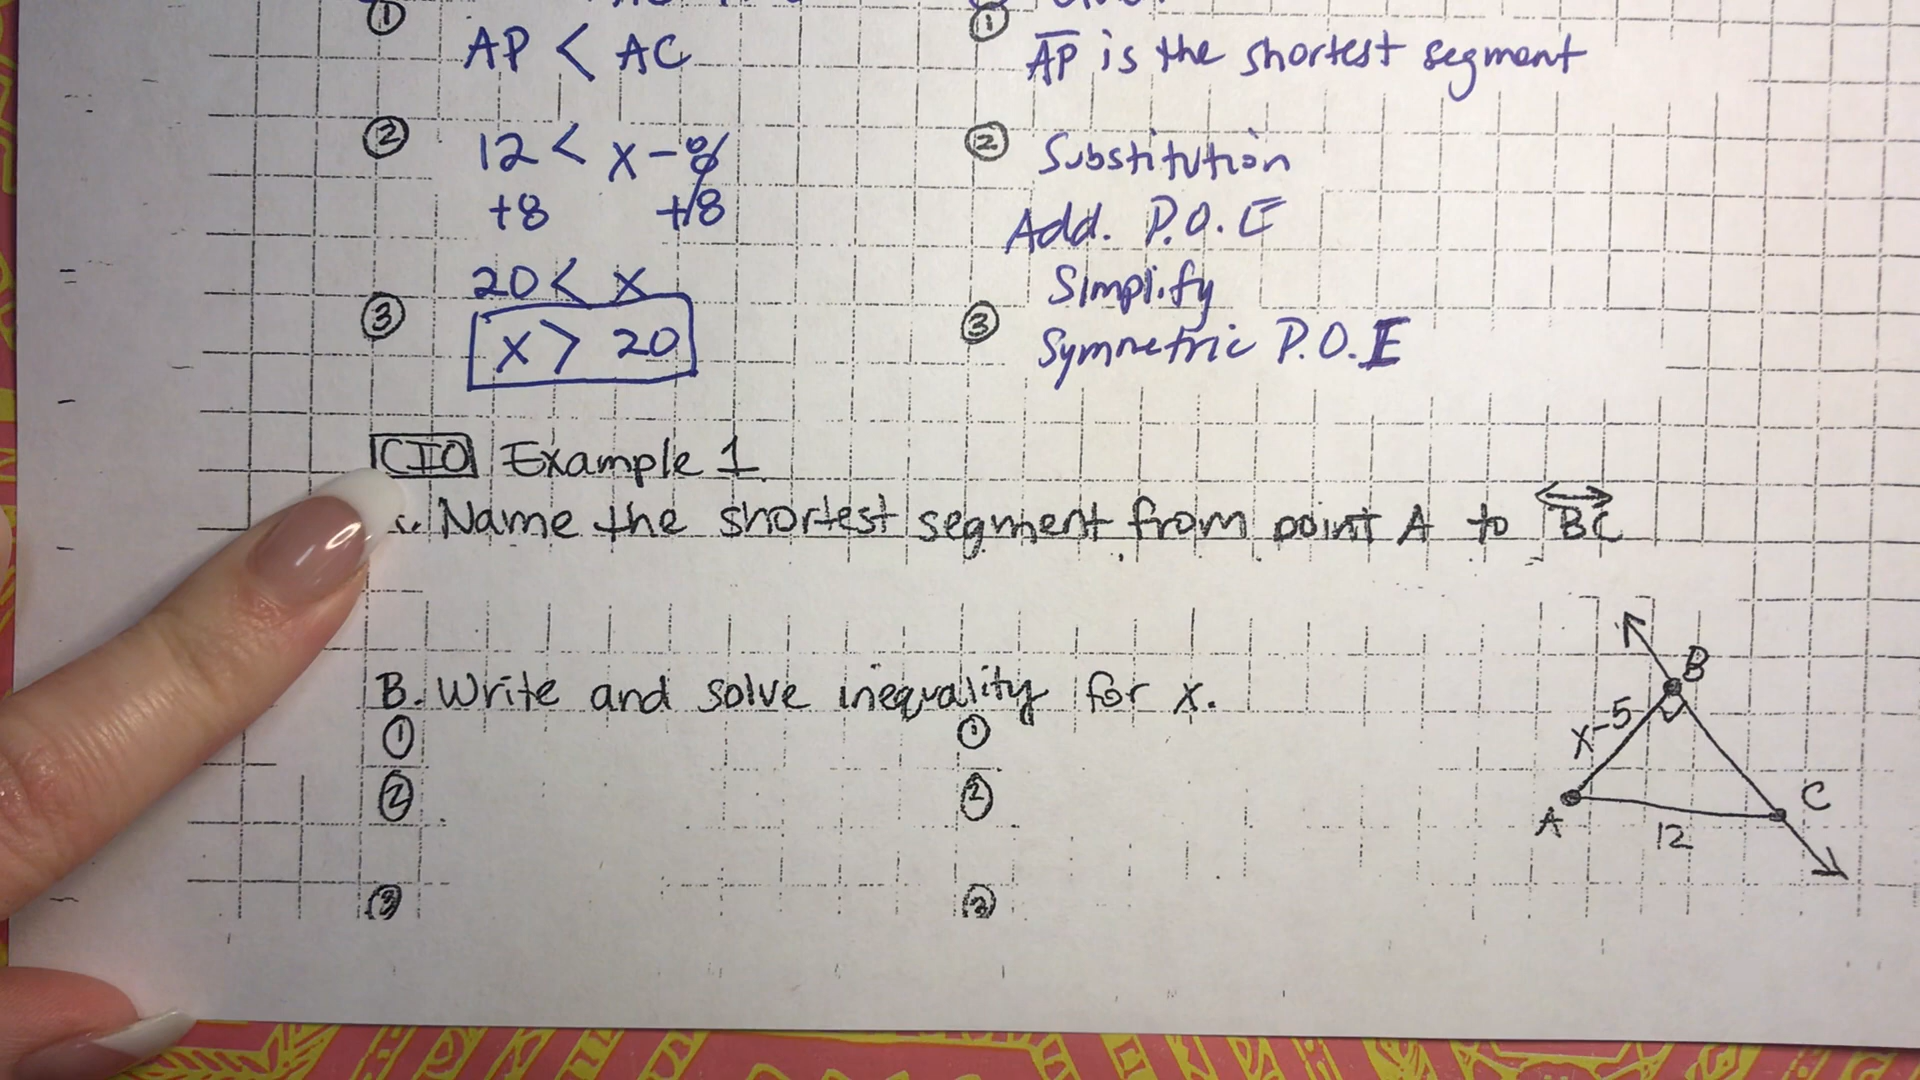 ① ①
AP < AC AP is the shortest segment
② 12 < x - 8 ② Substitution
+8 +8 Add. P.O.E
20 < x Simplify
③ x > 20 ③ Symmetric P.O.E
CIO Example 1
Name the shortest segment from point A to BC
B. Write and solve inequality for x.
① ①
② ②
③ ③
B
x-5
C
A
12